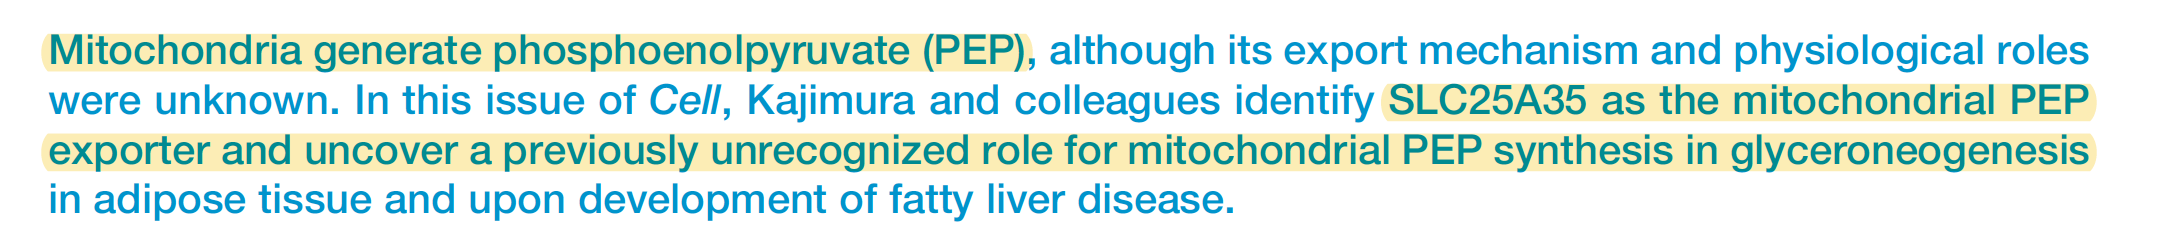 Mitochondria generate phosphoenolpyruvate (PEP), although its export mechanism and physiological roles
were unknown. In this issue of Cell, Kajimura and colleagues identify SLC25A35 as the mitochondrial PEP
exporter and uncover a previously unrecognized role for mitochondrial PEP synthesis in glyceroneogenesis
in adipose tissue and upon development of fatty liver disease.